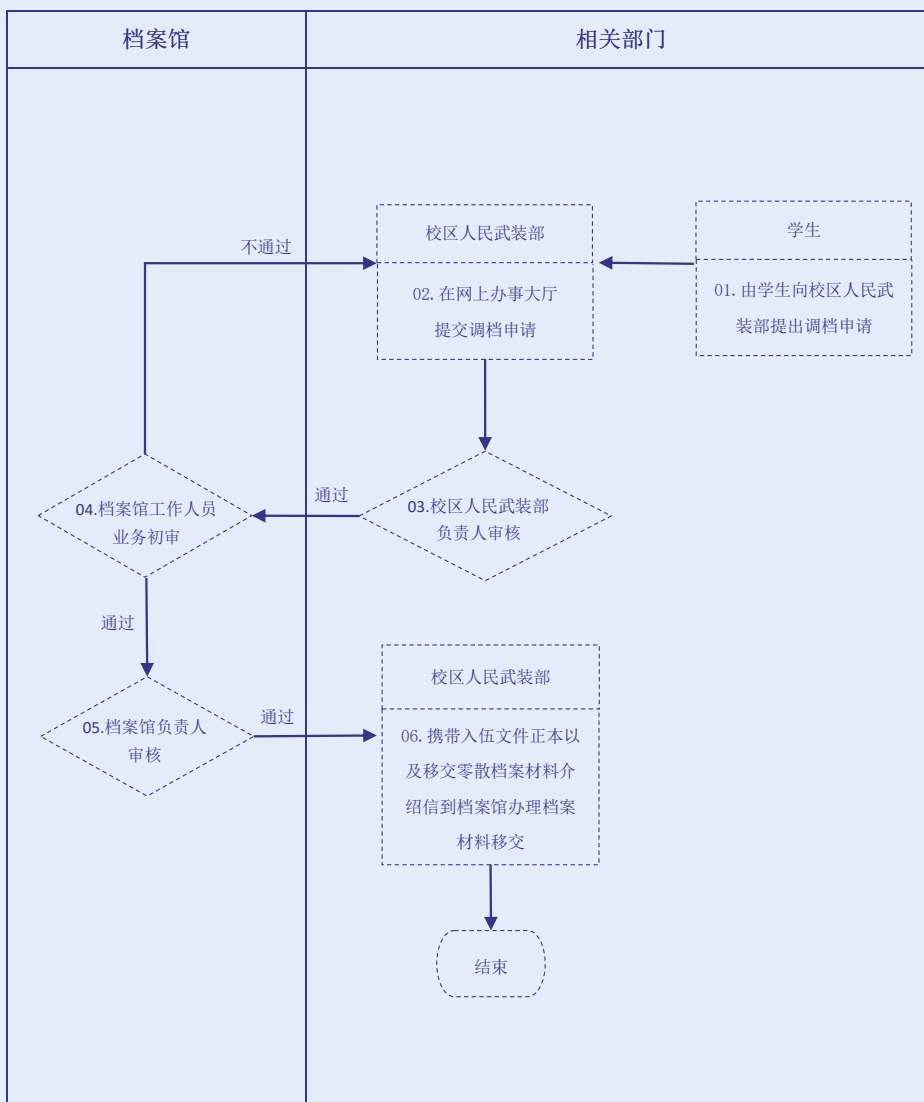 档案馆
相关部门
校区人民武装部
学生
不通过
02.在网上办事大厅
提交调档申请
01.由学生向校区人民武
装部提出调档申请
04.档案馆工作人员
业务初审
通过
03.校区人民武装部
负责人审核
通过
校区人民武装部
05.档案馆负责人
审核
通过
06.携带入伍文件正本以
及移交零散档案材料介
绍信到档案馆办理档案
材料移交
结束